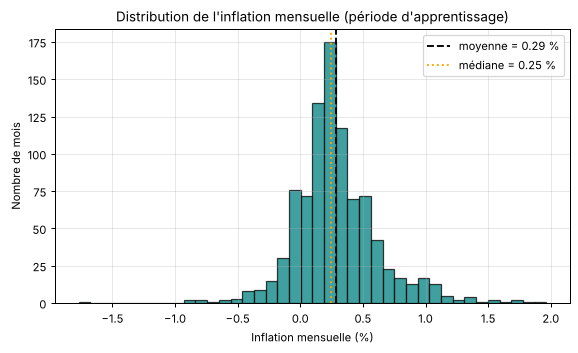 Distribution de l'inflation mensuelle (période d'apprentissage)
moyenne = 0.29 %
médiane = 0.25 %
Nombre de mois
175
150
125
100
75
50
25
0
−1.5 −1.0 −0.5 0.0 0.5 1.0 1.5 2.0
Inflation mensuelle (%)